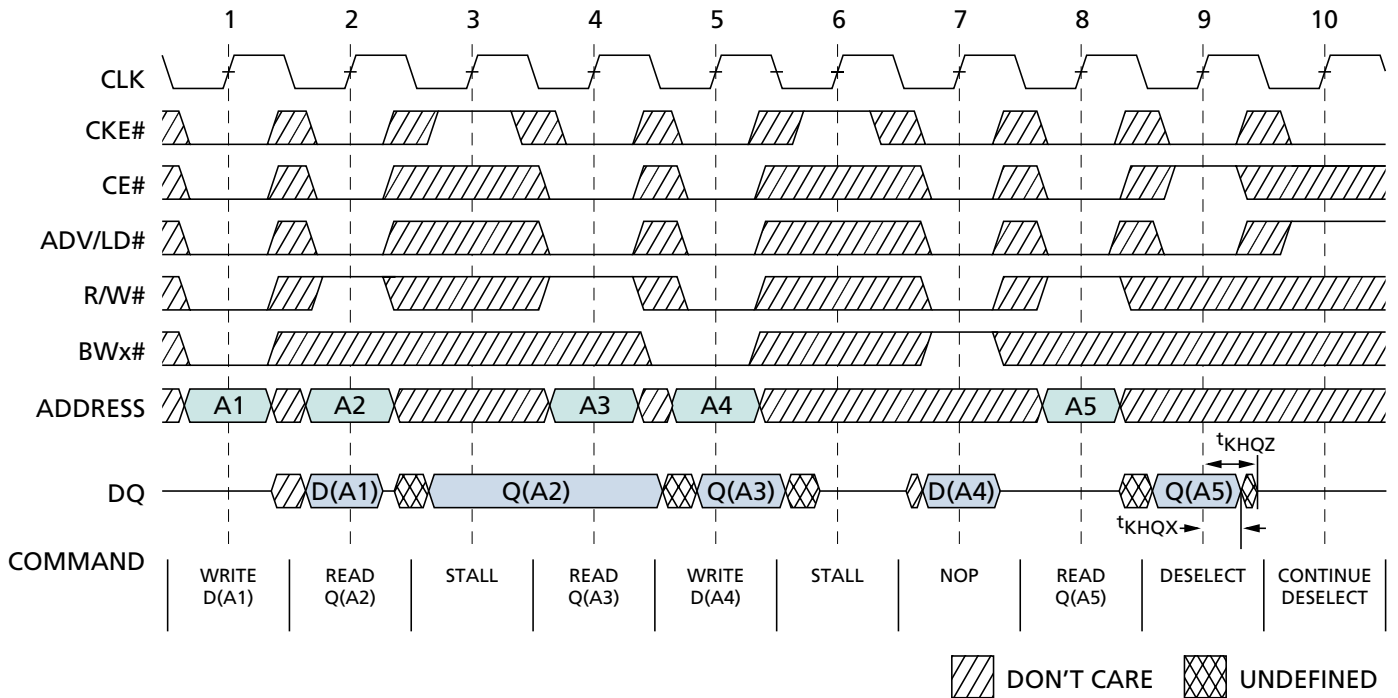 1 2 3 4 5 6 7 8 9 10
CLK
CKE#
CE#
ADV/LD#
R/W#
BWx#
ADDRESS A1 A2 A3 A4 A5
tKHQZ
DQ D(A1) Q(A2) Q(A3) D(A4) Q(A5)
tKHQX
COMMAND
WRITE READ STALL READ WRITE STALL NOP READ DESELECT CONTINUE
D(A1) Q(A2) Q(A3) D(A4) Q(A5) DESELECT
DON'T CARE UNDEFINED